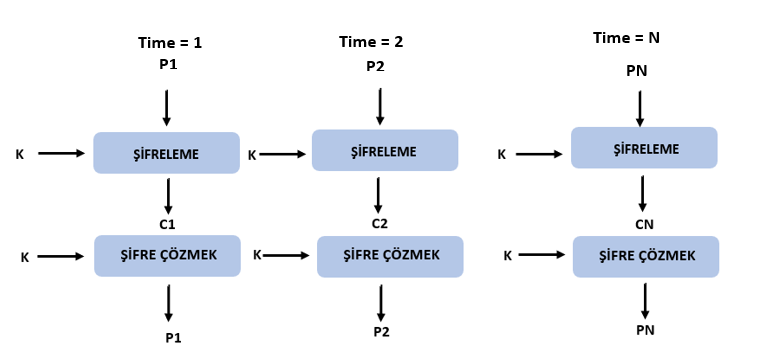 Time = 1
Time = 2
Time = N
P1
P2
PN
K
ŞİFRELEME
K
ŞİFRELEME
K
ŞİFRELEME
C1
C2
CN
K
ŞİFRE ÇÖZMEK
K
ŞİFRE ÇÖZMEK
K
ŞİFRE ÇÖZMEK
P1
P2
PN